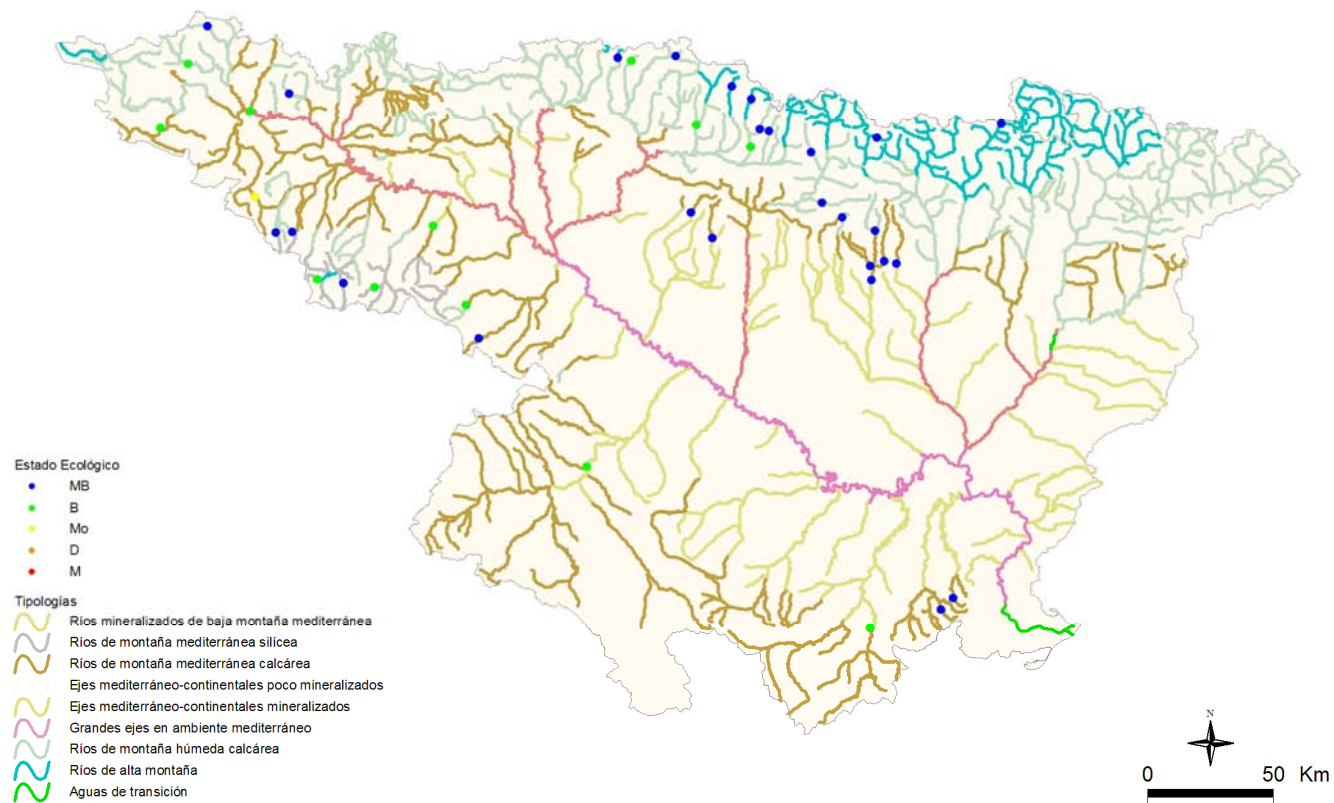 Estado Ecológico
MB
B
Mo
D
M
Tipologías
Ríos mineralizados de baja montaña mediterránea
Ríos de montaña mediterránea silícea
Ríos de montaña mediterránea calcárea
Ejes mediterráneo-continentales poco mineralizados
Ejes mediterráneo-continentales mineralizados
Grandes ejes en ambiente mediterráneo
Ríos de montaña húmeda calcárea
Ríos de alta montaña
Aguas de transición
N
0 50 Km